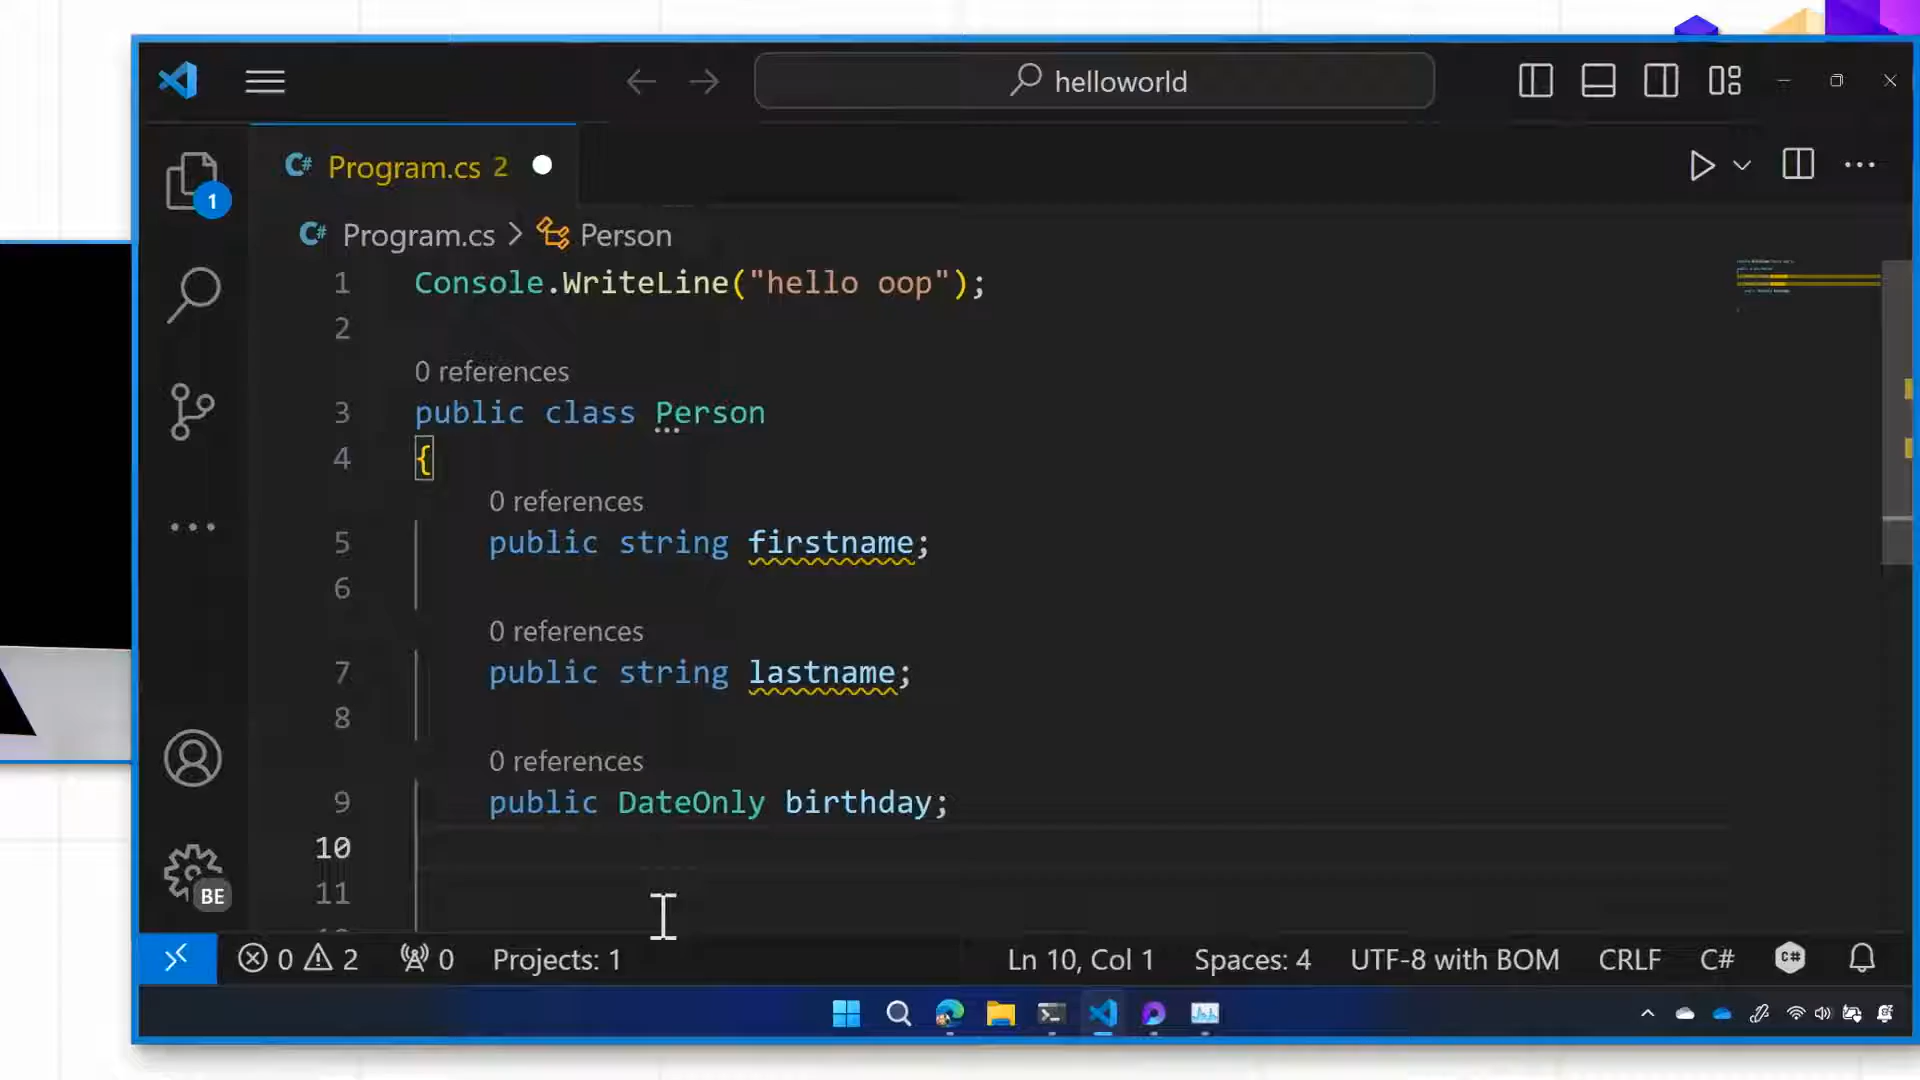 helloworld
C# Program.cs 2
1
C# Program.cs > Person
1 Console.WriteLine("hello oop");
2
0 references
3 public class Person
4 {
0 references
5 public string firstname;
6
0 references
7 public string lastname;
8
0 references
9 public DateOnly birthday;
10
11
BE
0 2 0 Projects: 1 Ln 10, Col 1 Spaces: 4 UTF-8 with BOM CRLF C# C#